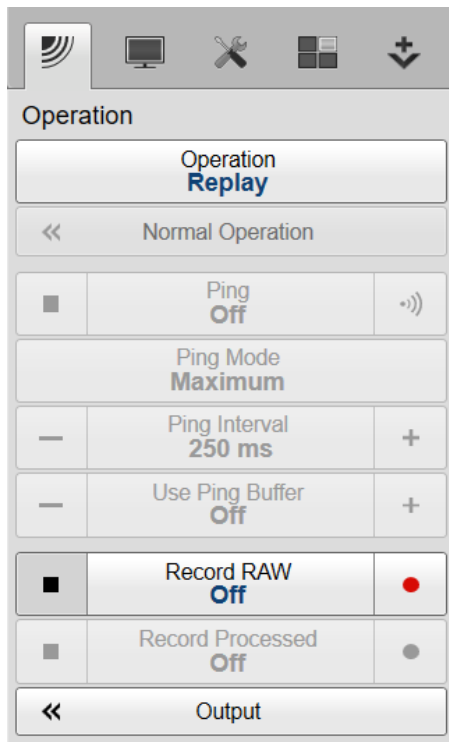 Operation
Operation
Replay
Normal Operation
Ping
Off
Ping Mode
Maximum
Ping Interval
250 ms
Use Ping Buffer
Off
Record RAW
Off
Record Processed
Off
Output